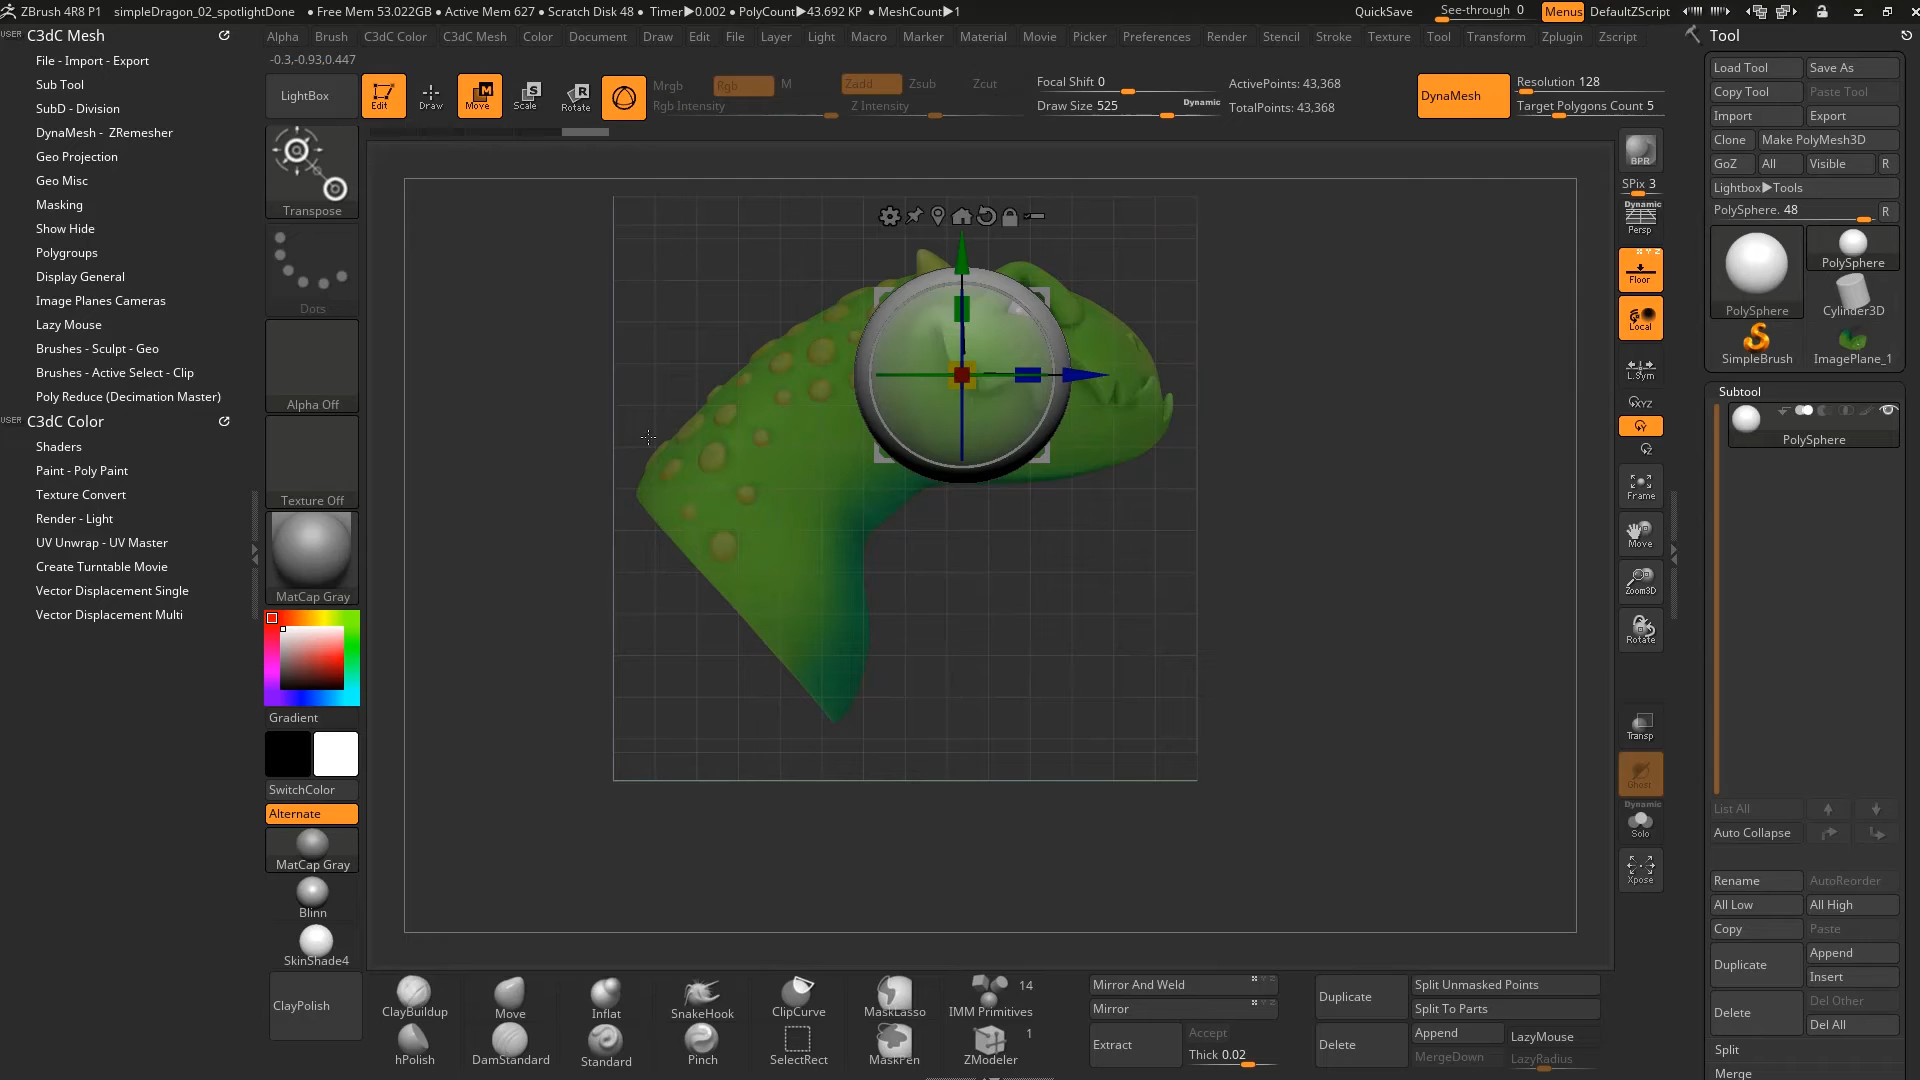 ZBrush 4R8 P1 simpleDragon_02_spotlightDone ● Free Mem 53.022GB ● Active Mem 627 ● Scratch Disk 48 ● Timer▶0.002 ● PolyCount▶43.692 KP ● MeshCount▶1 QuickSave See-through 0 Menus DefaultZScript
USER C3dC Mesh
File - Import - Export
Sub Tool
SubD - Division
DynaMesh - ZRemesher
Geo Projection
Geo Misc
Masking
Show Hide
Polygroups
Display General
Image Planes Cameras
Lazy Mouse
Brushes - Sculpt - Geo
Brushes - Active Select - Clip
Poly Reduce (Decimation Master)
USER C3dC Color
Shaders
Paint - Poly Paint
Texture Convert
Render - Light
UV Unwrap - UV Master
Create Turntable Movie
Vector Displacement Single
Vector Displacement Multi
Alpha Brush C3dC Color C3dC Mesh Color Document Draw Edit File Layer Light Macro Marker Material Movie Picker Preferences Render Stencil Stroke Texture Tool Transform Zplugin Zscript
-0.3,-0.93,0.447
LightBox Edit Draw Move Scale Rotate
Mrgb Rgb M Zadd Zsub Zcut
Rgb Intensity Z Intensity
Focal Shift 0
Draw Size 525 Dynamic
ActivePoints: 43,368
TotalPoints: 43,368
DynaMesh
Resolution 128
Target Polygons Count 5
Transpose
Dots
Alpha Off
Texture Off
MatCap Gray
Gradient
SwitchColor
Alternate
MatCap Gray
Blinn
SkinShade4
ClayPolish
ClayBuildup Move Inflat SnakeHook ClipCurve MaskLasso IMM Primitives 14
hPolish DamStandard Standard Pinch SelectRect MaskPen ZModeler 1
Mirror And Weld
Mirror
Extract Accept
Thick 0.02
Duplicate Split Unmasked Points
Split To Parts
Delete Append LazyMouse
MergeDown LazyRadius
BPR
SPix 3
Dynamic
Persp
Floor
Local
L.Sym
XYZ
Y
Z
Frame
Move
Zoom3D
Rotate
Transp
Ghost
Dynamic
Solo
Xpose
Tool
Load Tool Save As
Copy Tool Paste Tool
Import Export
Clone Make PolyMesh3D
GoZ All Visible R
Lightbox▶Tools
PolySphere. 48 R
PolySphere PolySphere
Cylinder3D
SimpleBrush ImagePlane_1
Subtool
PolySphere
List All
Auto Collapse
Rename AutoReorder
All Low All High
Copy Paste
Duplicate Append
Insert
Delete Del Other
Del All
Split
Merge